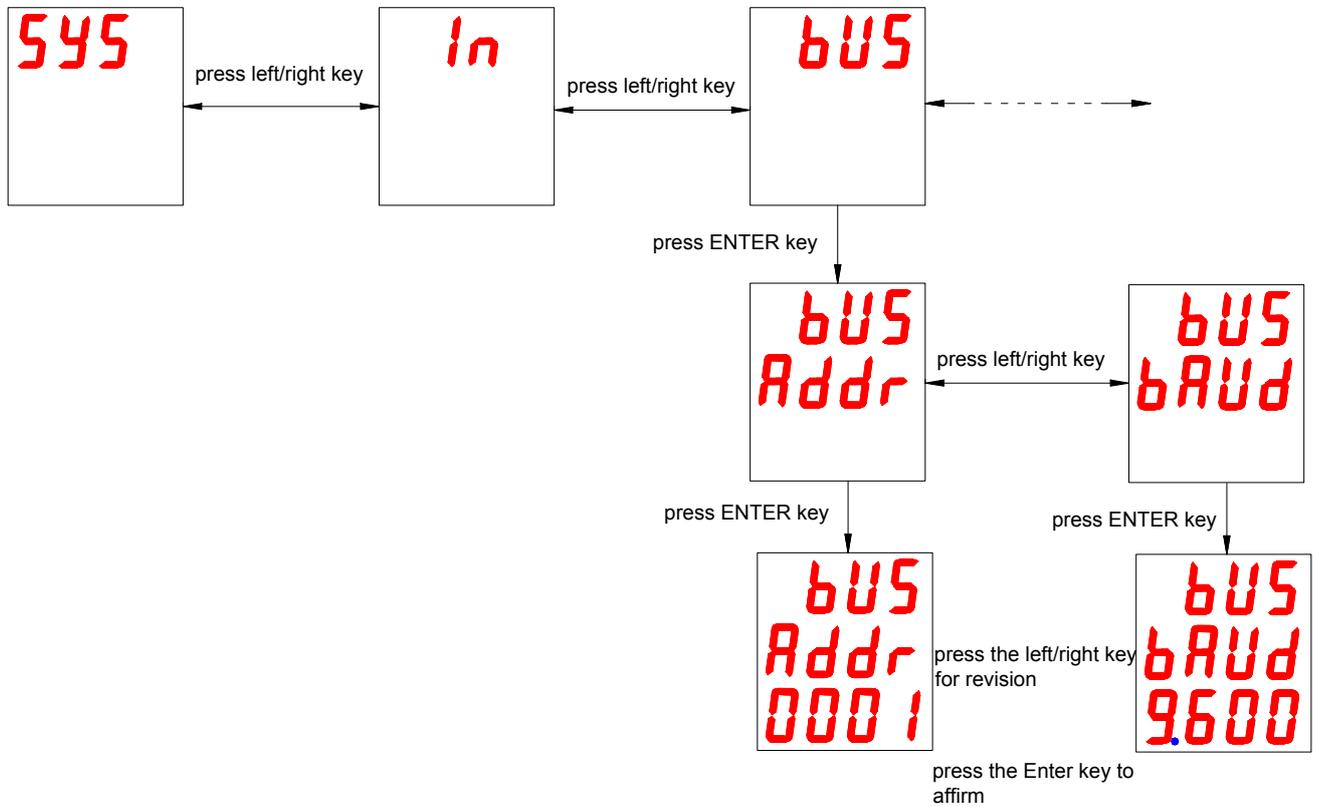 SYS
In
bUS
press left/right key
press left/right key
press ENTER key
bUS
Addr
press left/right key
bUS
bAUd
press ENTER key
press ENTER key
bUS
Addr
0001
press the left/right key
for revision
bUS
bAUd
9.600
press the Enter key to
affirm